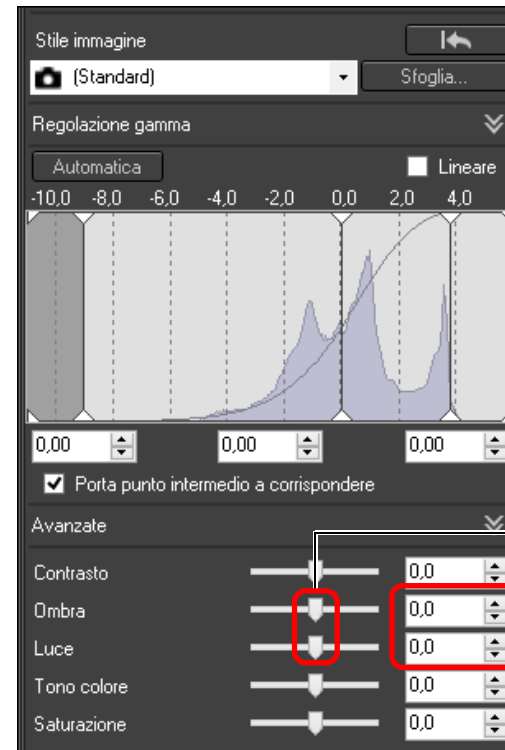 Stile immagine
(Standard) Sfoglia...
Regolazione gamma
Automatica Lineare
-10,0 -8,0 -6,0 -4,0 -2,0 0,0 2,0 4,0
0,00 0,00 0,00
Porta punto intermedio a corrispondere
Avanzate
Contrasto 0,0
Ombra 0,0
Luce 0,0
Tono colore 0,0
Saturazione 0,0